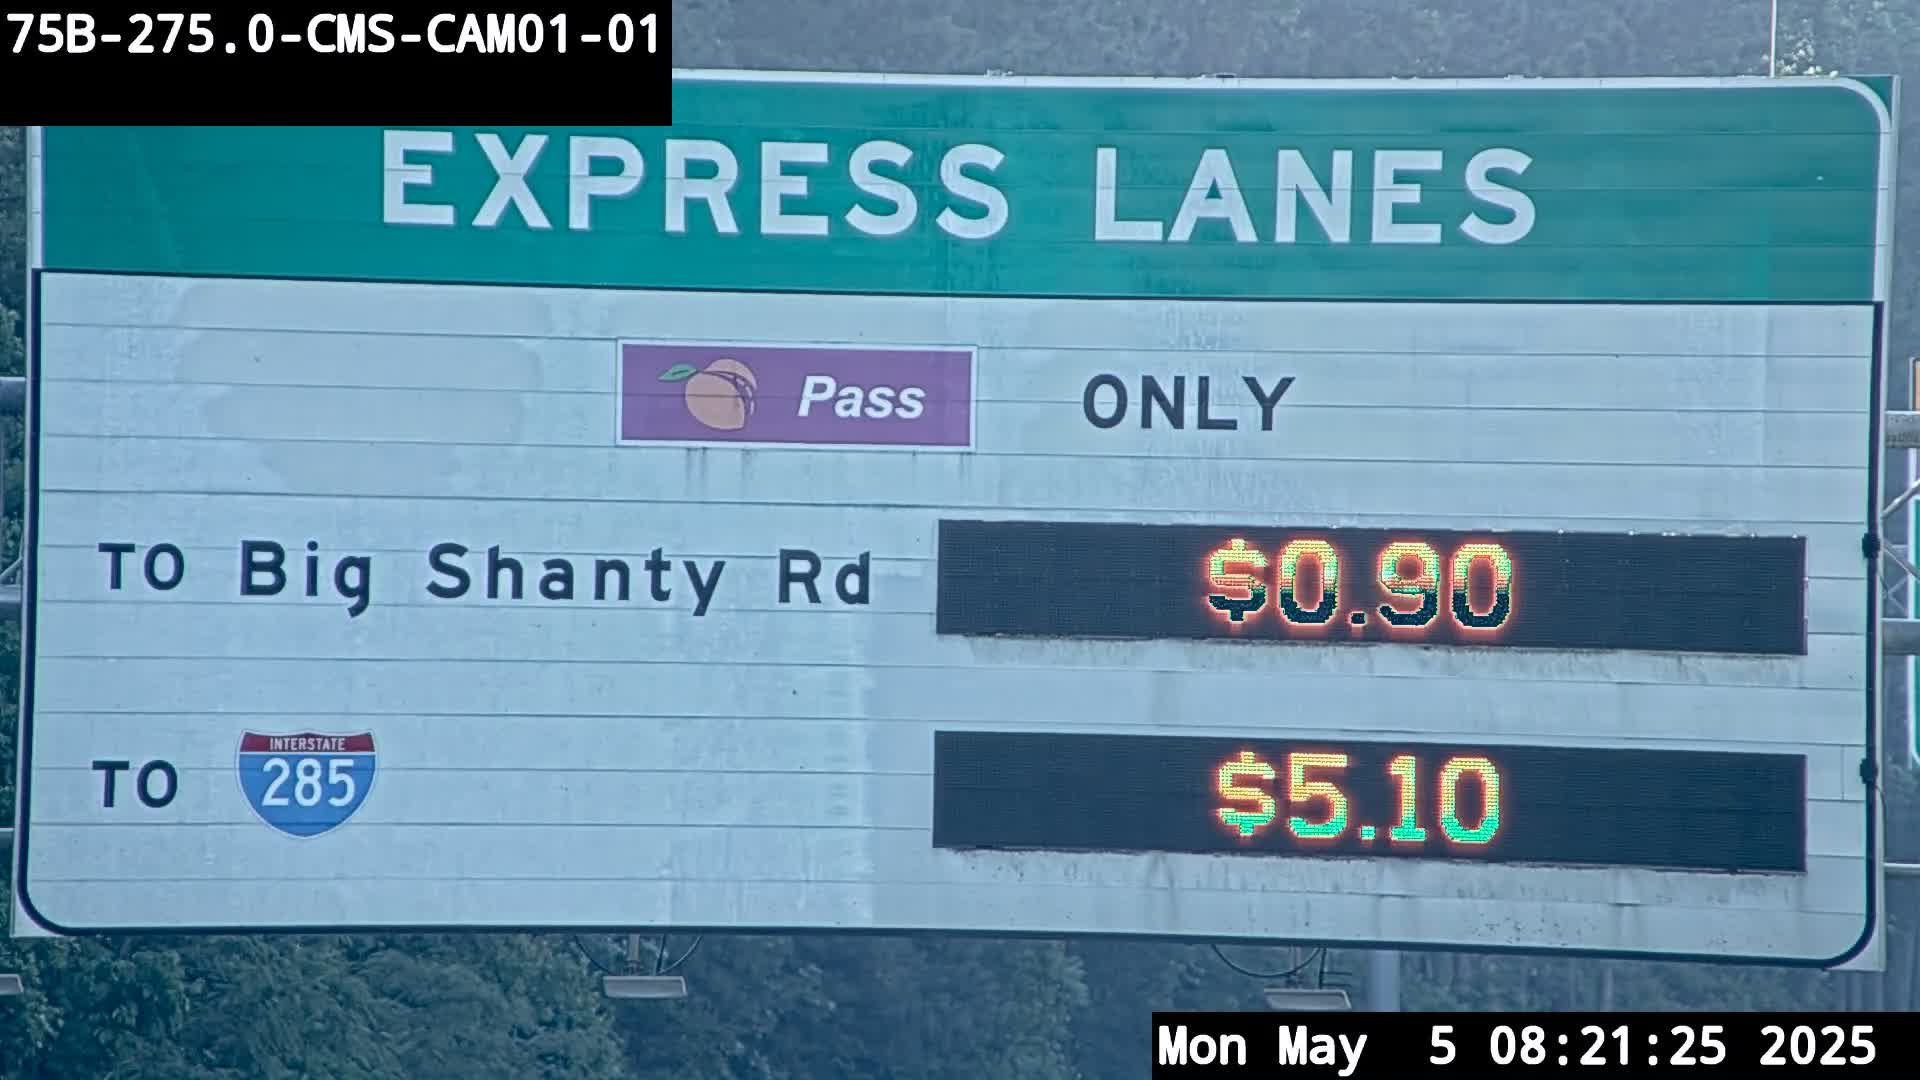 75B-275.0-CMS-CAM01-01
EXPRESS LANES
Pass ONLY
TO Big Shanty Rd $0.90
INTERSTATE
TO 285 $5.10
Mon May 5 08:21:25 2025